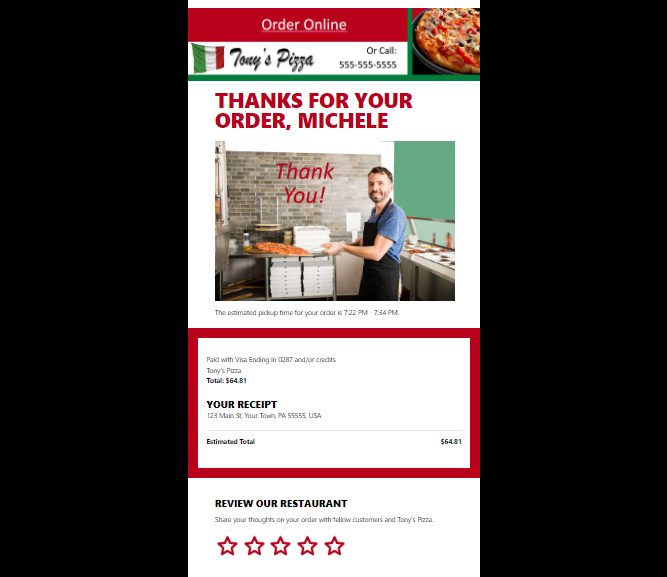 Order Online
Tony's Pizza
Or Call:
555-555-5555
THANKS FOR YOUR
ORDER, MICHELE
Thank
You!
The estimated pickup time for your order is 7:22 PM - 7:34 PM.
Paid with Visa Ending in 0287 and/or credits
Tony's Pizza
Total: $64.81
YOUR RECEIPT
123 Main St, Your Town, PA 55555, USA
Estimated Total $64.81
REVIEW OUR RESTAURANT
Share your thoughts on your order with fellow customers and Tony's Pizza.